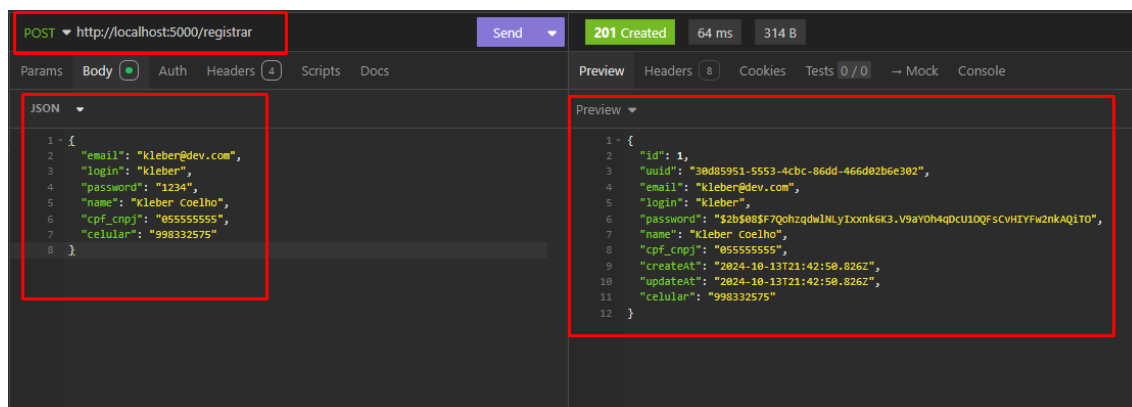 POST http://localhost:5000/registrar Send
Params Body Auth Headers 4 Scripts Docs
JSON
1 {
2 "email": "kleber@dev.com",
3 "login": "kleber",
4 "password": "1234",
5 "name": "Kleber Coelho",
6 "cpf_cnpj": "055555555",
7 "celular": "998332575"
8 }
201 Created 64 ms 314 B
Preview Headers 8 Cookies Tests 0 / 0 → Mock Console
Preview
1 {
2 "id": 1,
3 "uuid": "30d85951-5553-4cbc-86dd-466d02b6e302",
4 "email": "kleber@dev.com",
5 "login": "kleber",
6 "password": "$2b$08$F7QohzqdwlNLyIxxnk6K3.V9aYOh4qDcU1OQFsCvHIYFw2nkAQiTO",
7 "name": "Kleber Coelho",
8 "cpf_cnpj": "055555555",
9 "createAt": "2024-10-13T21:42:50.826Z",
10 "updateAt": "2024-10-13T21:42:50.826Z",
11 "celular": "998332575"
12 }